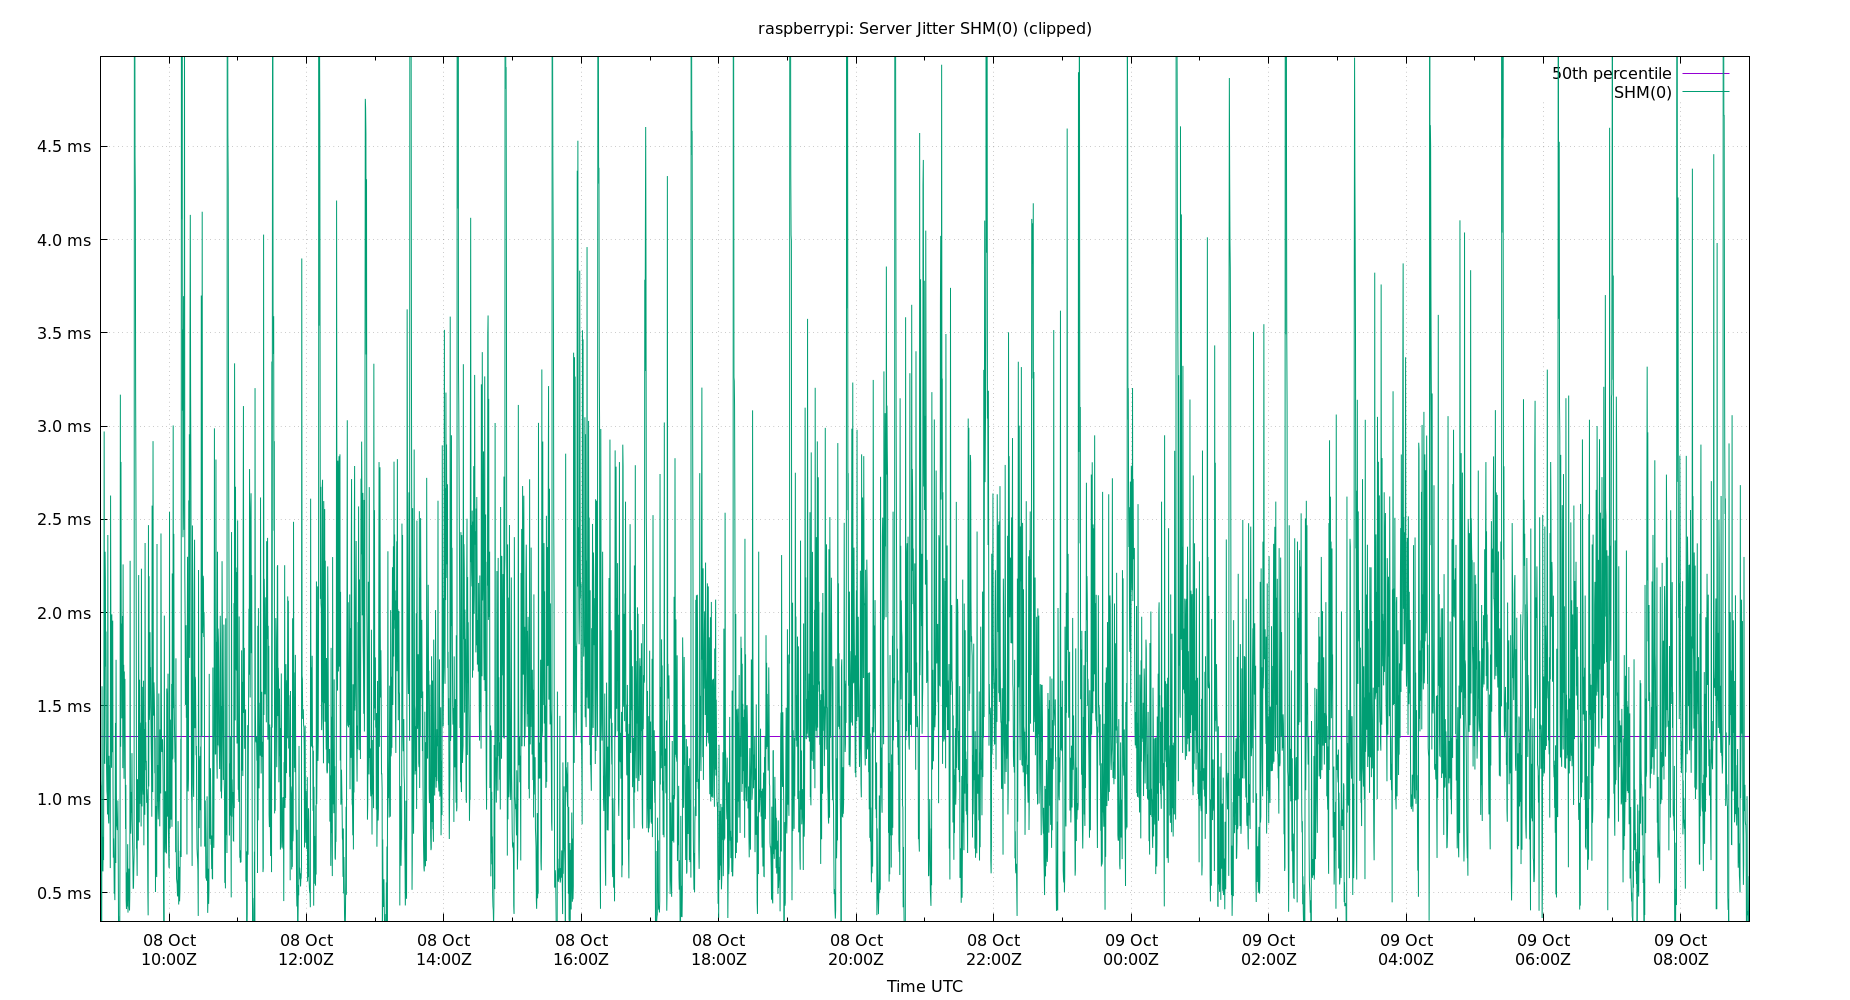 raspberrypi: Server Jitter SHM(0) (clipped)
50th percentile
SHM(0)
4.5 ms
4.0 ms
3.5 ms
3.0 ms
2.5 ms
2.0 ms
1.5 ms
1.0 ms
0.5 ms
08 Oct 08 Oct 08 Oct 08 Oct 08 Oct 08 Oct 08 Oct 09 Oct 09 Oct 09 Oct 09 Oct 09 Oct
10:00Z 12:00Z 14:00Z 16:00Z 18:00Z 20:00Z 22:00Z 00:00Z 02:00Z 04:00Z 06:00Z 08:00Z
Time UTC